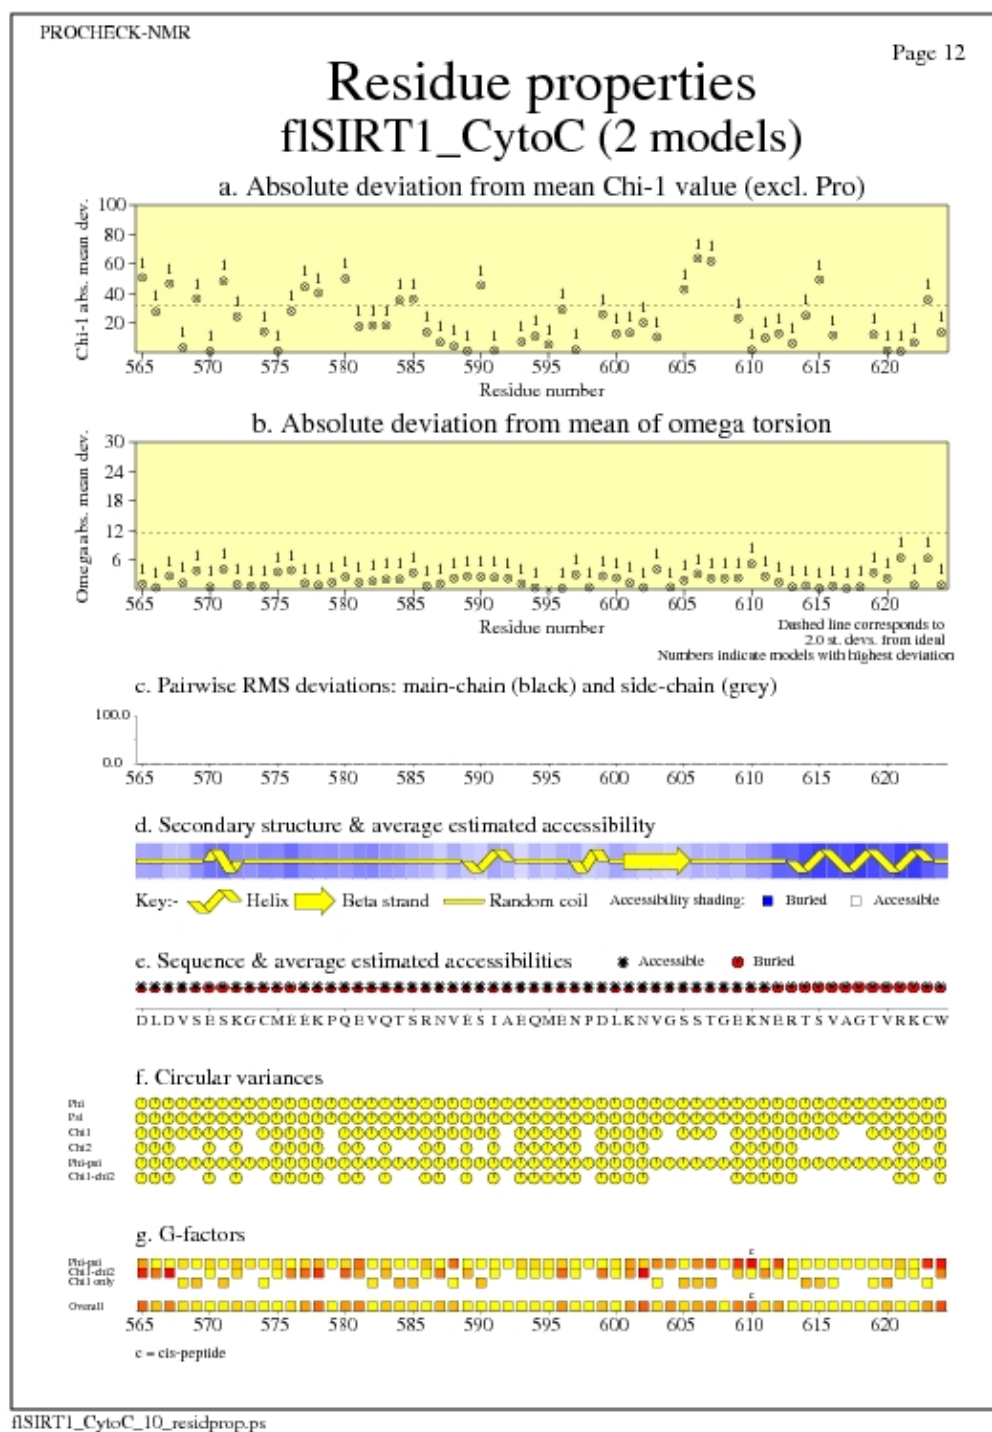 PROCHECK-NMR
Page 12
Residue properties
flSIRT1_CytoC (2 models)
a. Absolute deviation from mean Chi-1 value (excl. Pro)
Chi-1 abs. mean dev.
100
80
60
40
20
565 570 575 580 585 590 595 600 605 610 615 620
Residue number
b. Absolute deviation from mean of omega torsion
Omega abs. mean dev.
30
24
18
12
6
565 570 575 580 585 590 595 600 605 610 615 620
Residue number
Dashed line corresponds to
2.0 st. devs. from ideal
Numbers indicate models with highest deviation
c. Pairwise RMS deviations: main-chain (black) and side-chain (grey)
100.0
0.0
565 570 575 580 585 590 595 600 605 610 615 620
d. Secondary structure & average estimated accessibility
Key:- Helix Beta strand Random coil Accessibility shading: Buried Accessible
e. Sequence & average estimated accessibilities Accessible Buried
D L D V S E S K G C M E E K P Q E V Q T S R N V E S I A E Q M E N P D L K N V G S S T G E K N E R T S V A G T V R K C W
f. Circular variances
Phi
Psi
Chi1
Chi2
Phi-psi
Chi1-chi2
g. G-factors
c
Phi-psi
Chi1-chi2
Chi1 only
c
Overall
565 570 575 580 585 590 595 600 605 610 615 620
c = cis-peptide
flSIRT1_CytoC_10_residprop.ps